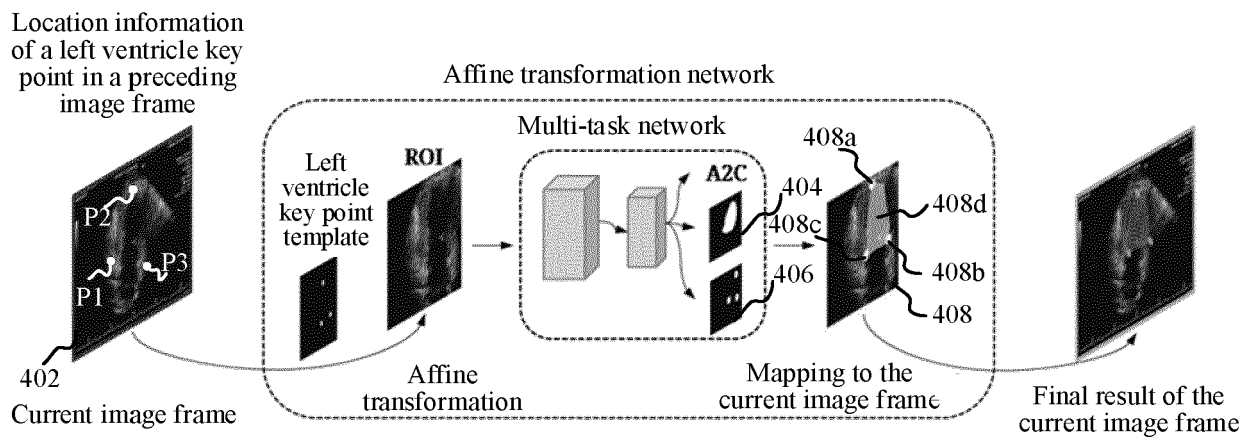 Location information
of a left ventricle key
point in a preceding
image frame
P2
P1
P3
402
Current image frame
Affine transformation network
Multi-task network
Left
ventricle
key point
template
ROI
A2C
404
406
Affine
transformation
408a
408c
408d
408b
408
Mapping to the
current image frame
Final result of the
current image frame